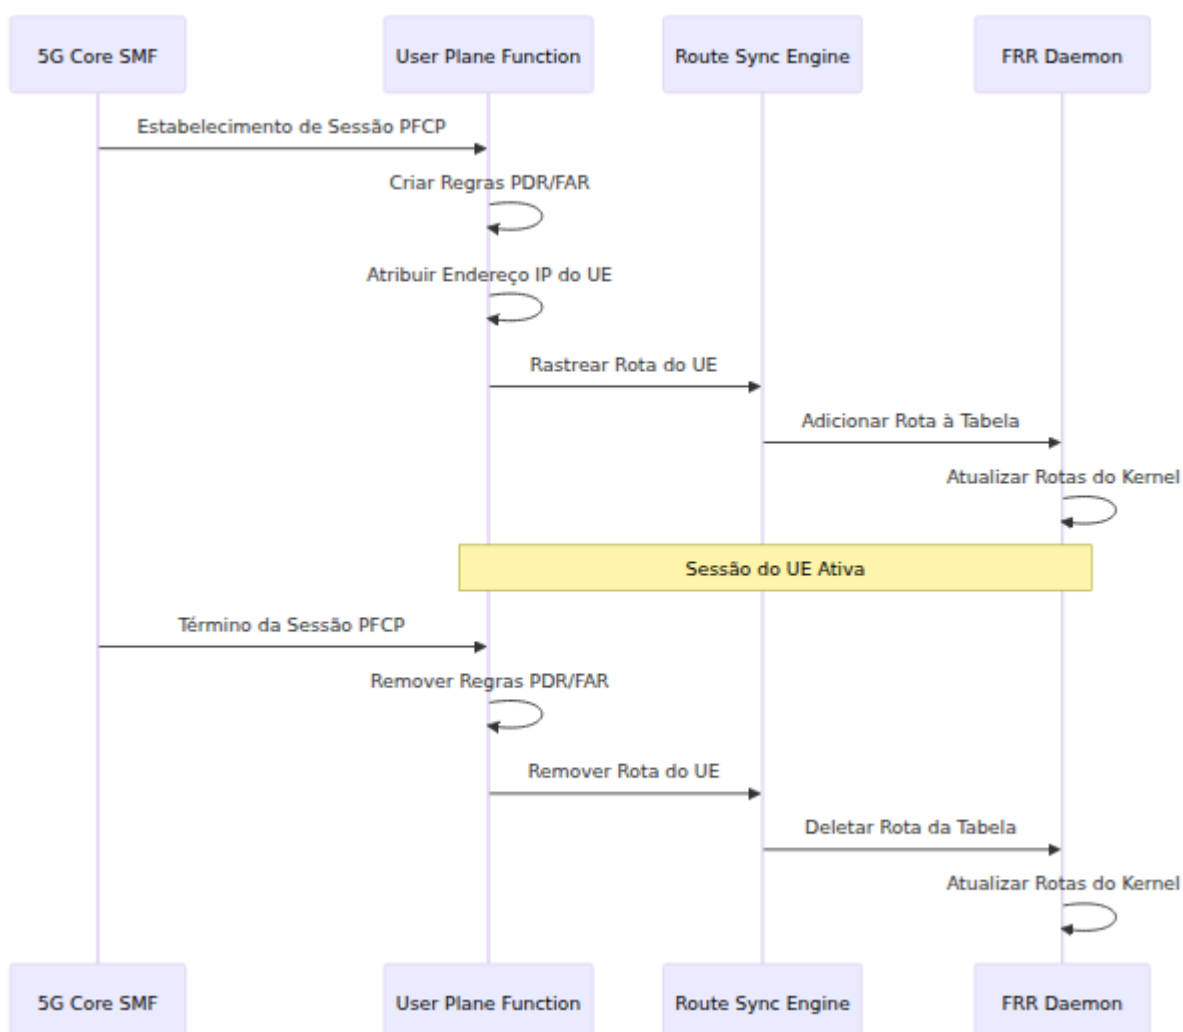 5G Core SMF
User Plane Function
Route Sync Engine
FRR Daemon
Estabelecimento de Sessão PFCP
Criar Regras PDR/FAR
Atribuir Endereço IP do UE
Rastrear Rota do UE
Adicionar Rota à Tabela
Atualizar Rotas do Kernel
Sessão do UE Ativa
Término da Sessão PFCP
Remover Regras PDR/FAR
Remover Rota do UE
Deletar Rota da Tabela
Atualizar Rotas do Kernel
5G Core SMF
User Plane Function
Route Sync Engine
FRR Daemon